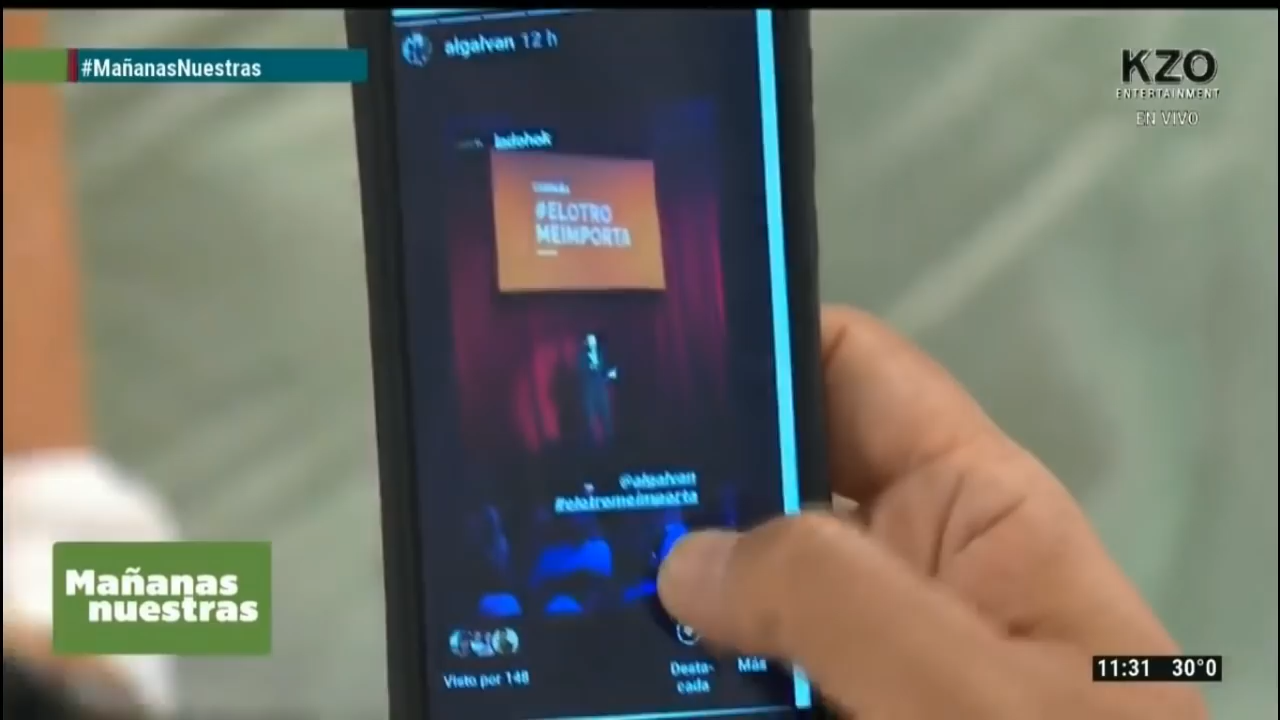 #MañanasNuestras
KZO
ENTERTAINMENT
EN VIVO
algalvan 12 h
ladohok
#ELOTRO
MEIMPORTA
@algalvan
#elotromeimporta
Visto por 148
Desta-
cada
Más
Mañanas
nuestras
11:31 30°0